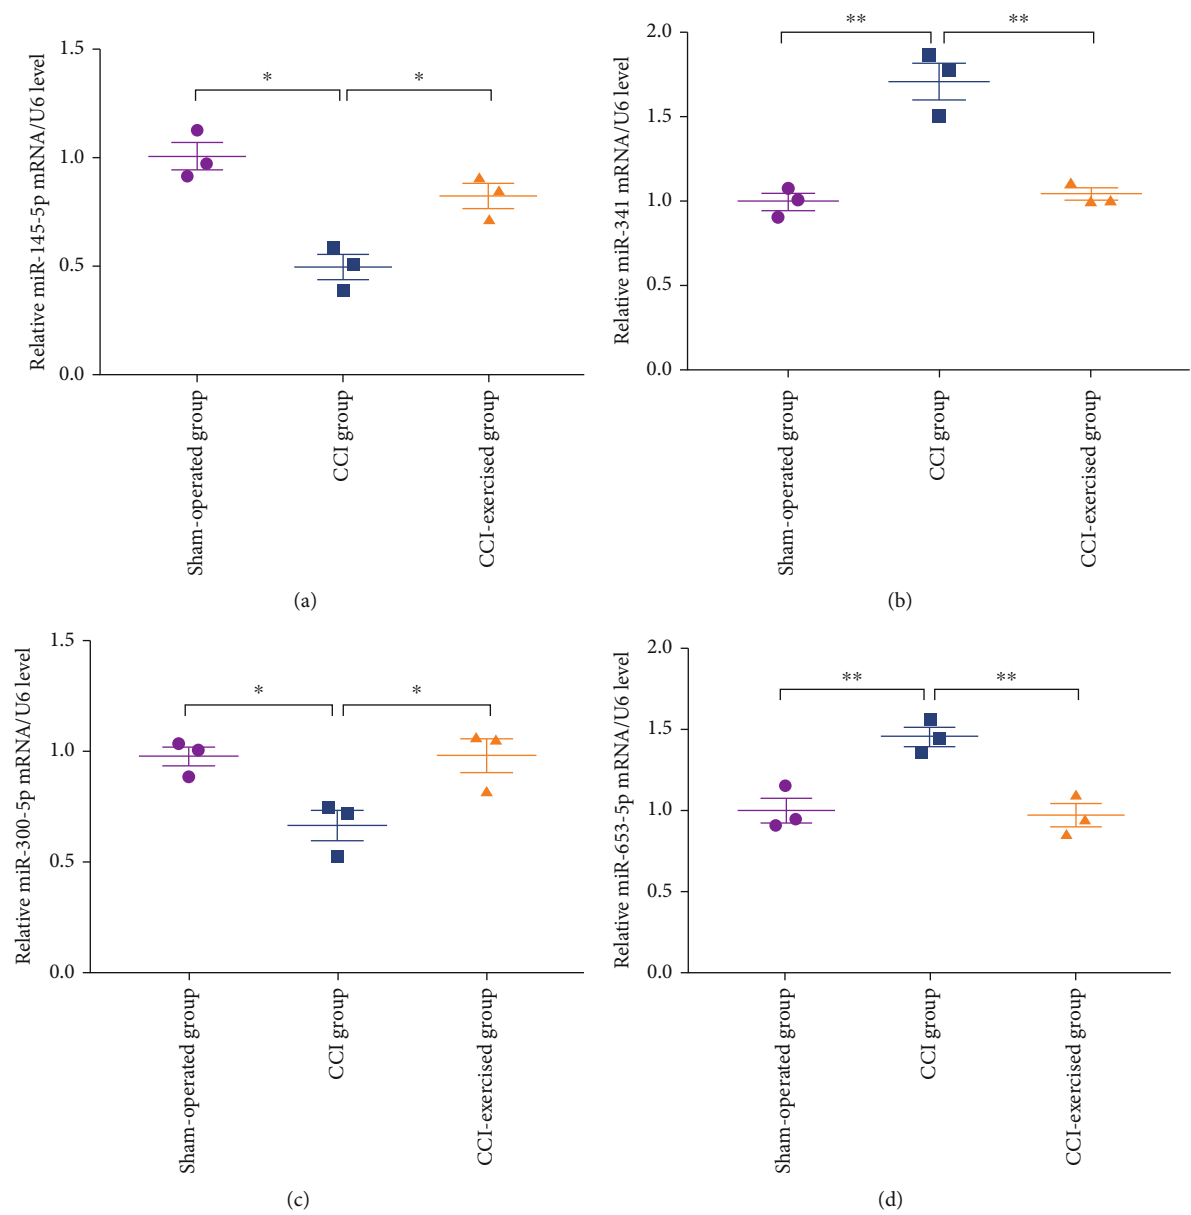 Relative miR-145-5p mRNA/U6 level
1.5
1.0
0.5
0.0
*
*
Sham-operated group
CCI group
CCI-exercised group
(a)
Relative miR-341 mRNA/U6 level
2.0
1.5
1.0
0.5
0.0
**
**
Sham-operated group
CCI group
CCI-exercised group
(b)
Relative miR-300-5p mRNA/U6 level
1.5
1.0
0.5
0.0
*
*
Sham-operated group
CCI group
CCI-exercised group
(c)
Relative miR-653-5p mRNA/U6 level
2.0
1.5
1.0
0.5
0.0
**
**
Sham-operated group
CCI group
CCI-exercised group
(d)